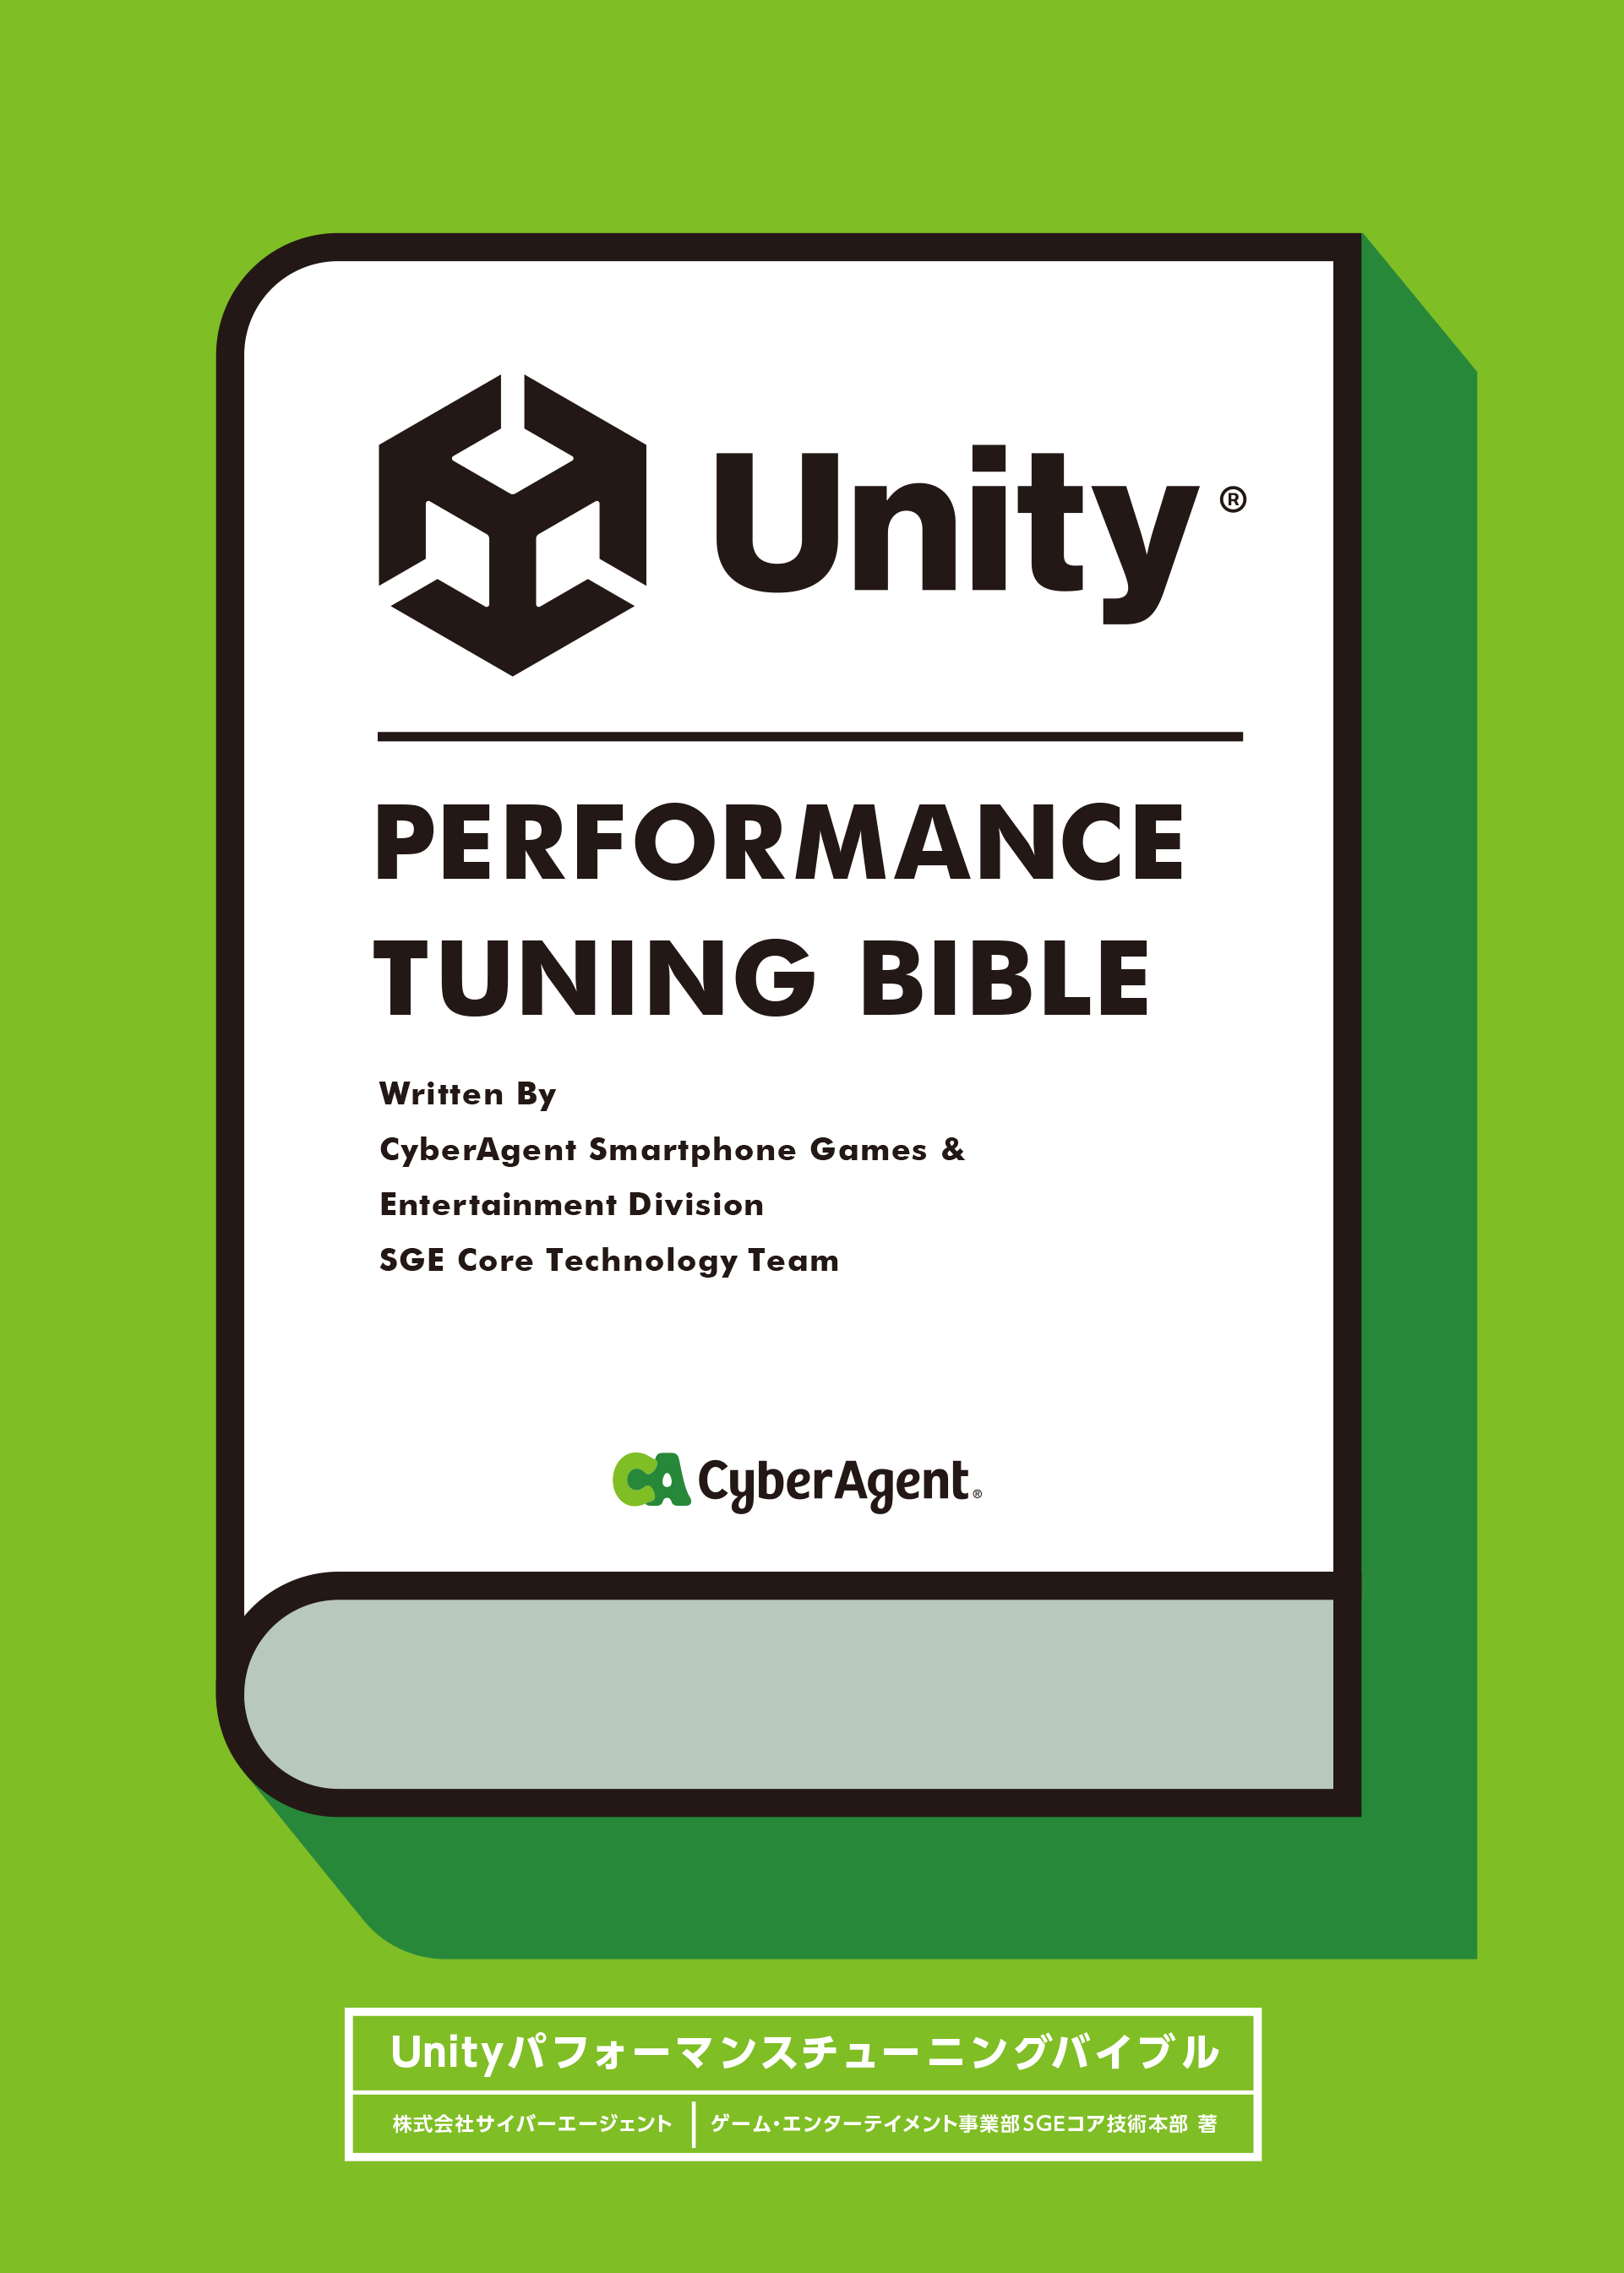 Unity®
PERFORMANCE
TUNING BIBLE
Written By
CyberAgent Smartphone Games &
Entertainment Division
SGE Core Technology Team
CA CyberAgent®
Unityパフォーマンスチューニングバイブル
株式会社サイバーエージェント
ゲーム・エンターテイメント事業部SGEコア技術本部 著